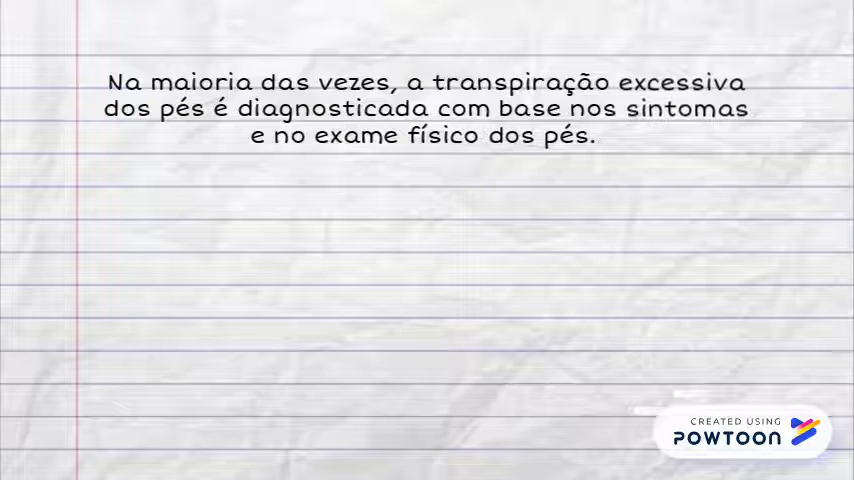 Na maioria das vezes, a transpiração excessiva
dos pés é diagnosticada com base nos sintomas
e no exame físico dos pés.
CREATED USING
POWTOON